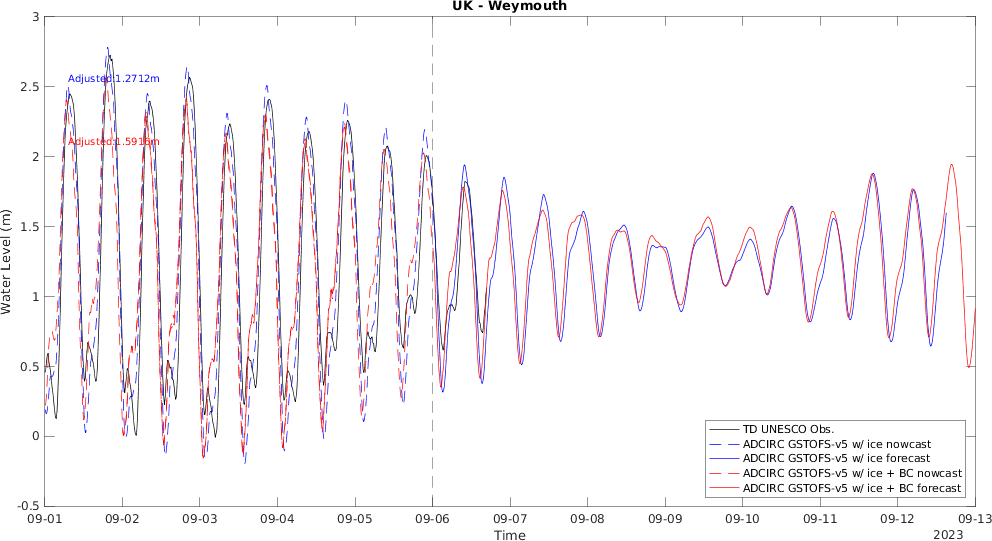 UK - Weymouth
3
2.5
2
1.5
1
0.5
0
-0.5
Water Level (m)
Adjusted:1.2712m
Adjusted:1.5915m
TD UNESCO Obs.
ADCIRC GSTOFS-v5 w/ ice nowcast
ADCIRC GSTOFS-v5 w/ ice forecast
ADCIRC GSTOFS-v5 w/ ice + BC nowcast
ADCIRC GSTOFS-v5 w/ ice + BC forecast
09-01 09-02 09-03 09-04 09-05 09-06 09-07 09-08 09-09 09-10 09-11 09-12 09-13
Time
2023